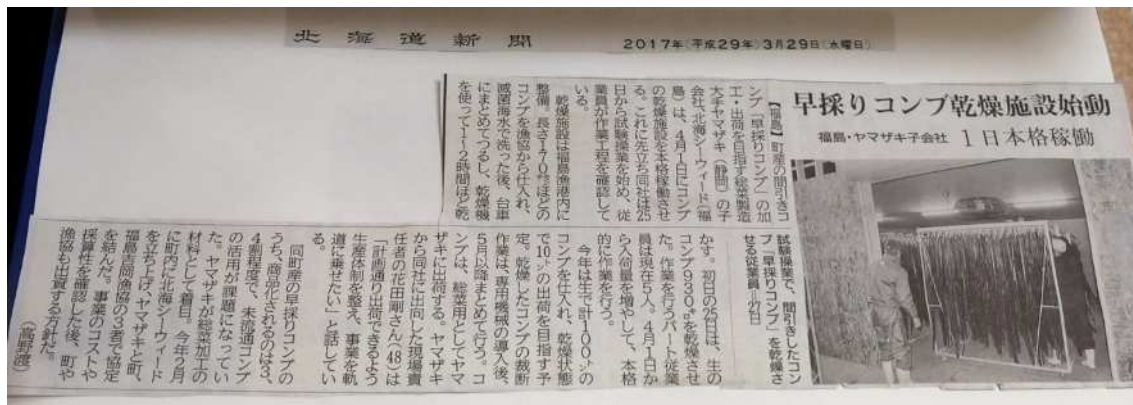 北海道新聞
2017年(平成29年)3月29日(水曜日)
早採りコンブ乾燥施設始動
福島・ヤマザキ子会社 1日本格稼働
【福島】町産の間引きコ
ンブ「早採りコンブ」の加
工・出荷を目指す総菜製造
大手ヤマザキ(静岡)の子
会社、北海シーウィード(福
島)は、4月1日にコンブ
の乾燥施設を本格稼働させ
る。これに先立ち同社は25
日から試験操業を始め、従
業員が作業工程を確認して
いる。
乾燥施設は福島漁港内に
整備。長さ170㌢ほどの
コンブを漁協から仕入れ、
滅菌海水で洗った後、台車
にまとめてつるし、乾燥機
を使って12時間ほど乾
試験操業で、間引きしたコン
ブ「早採りコンブ」を乾燥さ
せる従業員=27日
かす。初日の25日は、生の
コンブ930㌔を乾燥させ
た。作業を行うパート従業
員は現在5人。4月1日か
ら入荷量を増やして、本格
的に作業を行う。
今年は生で計100㌧の
コンブを仕入れ、乾燥状態
で10㌧の出荷を目指す予
定。乾燥したコンブの裁断
作業は、専用機械の導入後、
5月以降まとめて行う。コ
ンブは、総菜用としてヤマ
ザキに出荷する。ヤマザキ
から同社に出向した現場責
任者の花田剛さん(48)は
「計画通り出荷できるよう
生産体制を整え、事業を軌
道に乗せたい」と話してい
る。
同町産の早採りコンブの
うち、商品化されるのは3、
4割程度で、未流通コンブ
の活用が課題になってい
た。ヤマザキが総菜加工の
材料として着目。今年2月
に町内に北海シーウィード
を立ち上げ、ヤマザキと町、
福島吉岡漁協の3者で協定
を結んだ。事業のコストや
採算性を確認した後、町や
漁協も出資する方針だ。
(高野渡)